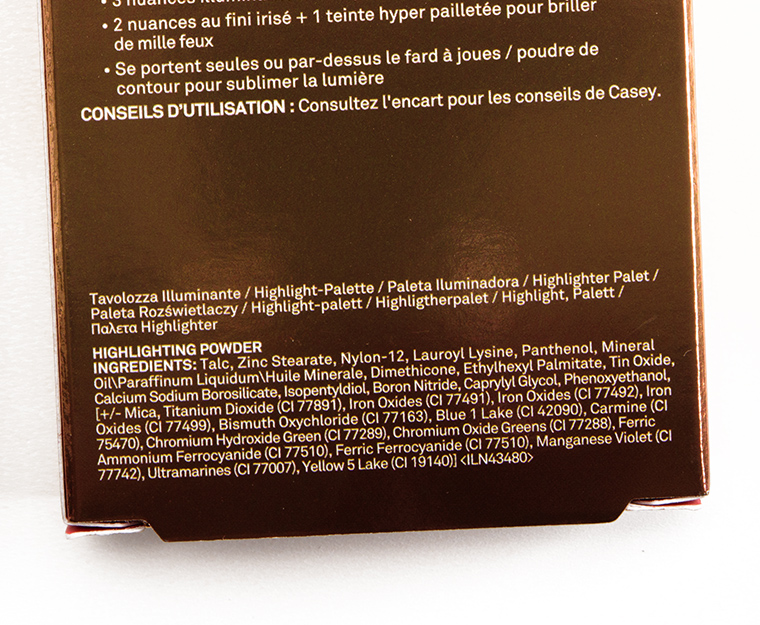 • 3 nuances
• 2 nuances au fini irisé + 1 teinte hyper pailletée pour briller
de mille feux
• Se portent seules ou par-dessus le fard à joues / poudre de
contour pour sublimer la lumière
CONSEILS D'UTILISATION : Consultez l'encart pour les conseils de Casey.
Tavolozza Illuminante / Highlight-Palette / Paleta Iluminadora / Highlighter Palet /
Paleta Rozświetlaczy / Highlight-palett / Highligtherpalet / Highlight, Palett /
Παλετα Highlighter
HIGHLIGHTING POWDER
INGREDIENTS: Talc, Zinc Stearate, Nylon-12, Lauroyl Lysine, Panthenol, Mineral
Oil\Paraffinum Liquidum\Huile Minerale, Dimethicone, Ethylhexyl Palmitate, Tin Oxide,
Calcium Sodium Borosilicate, Isopentyldiol, Boron Nitride, Caprylyl Glycol, Phenoxyethanol,
[+/- Mica, Titanium Dioxide (CI 77891), Iron Oxides (CI 77491), Iron Oxides (CI 77492), Iron
Oxides (CI 77499), Bismuth Oxychloride (CI 77163), Blue 1 Lake (CI 42090), Carmine (CI
75470), Chromium Hydroxide Green (CI 77289), Chromium Oxide Greens (CI 77288), Ferric
Ammonium Ferrocyanide (CI 77510), Ferric Ferrocyanide (CI 77510), Manganese Violet (CI
77742), Ultramarines (CI 77007), Yellow 5 Lake (CI 19140)] <ILN43480>